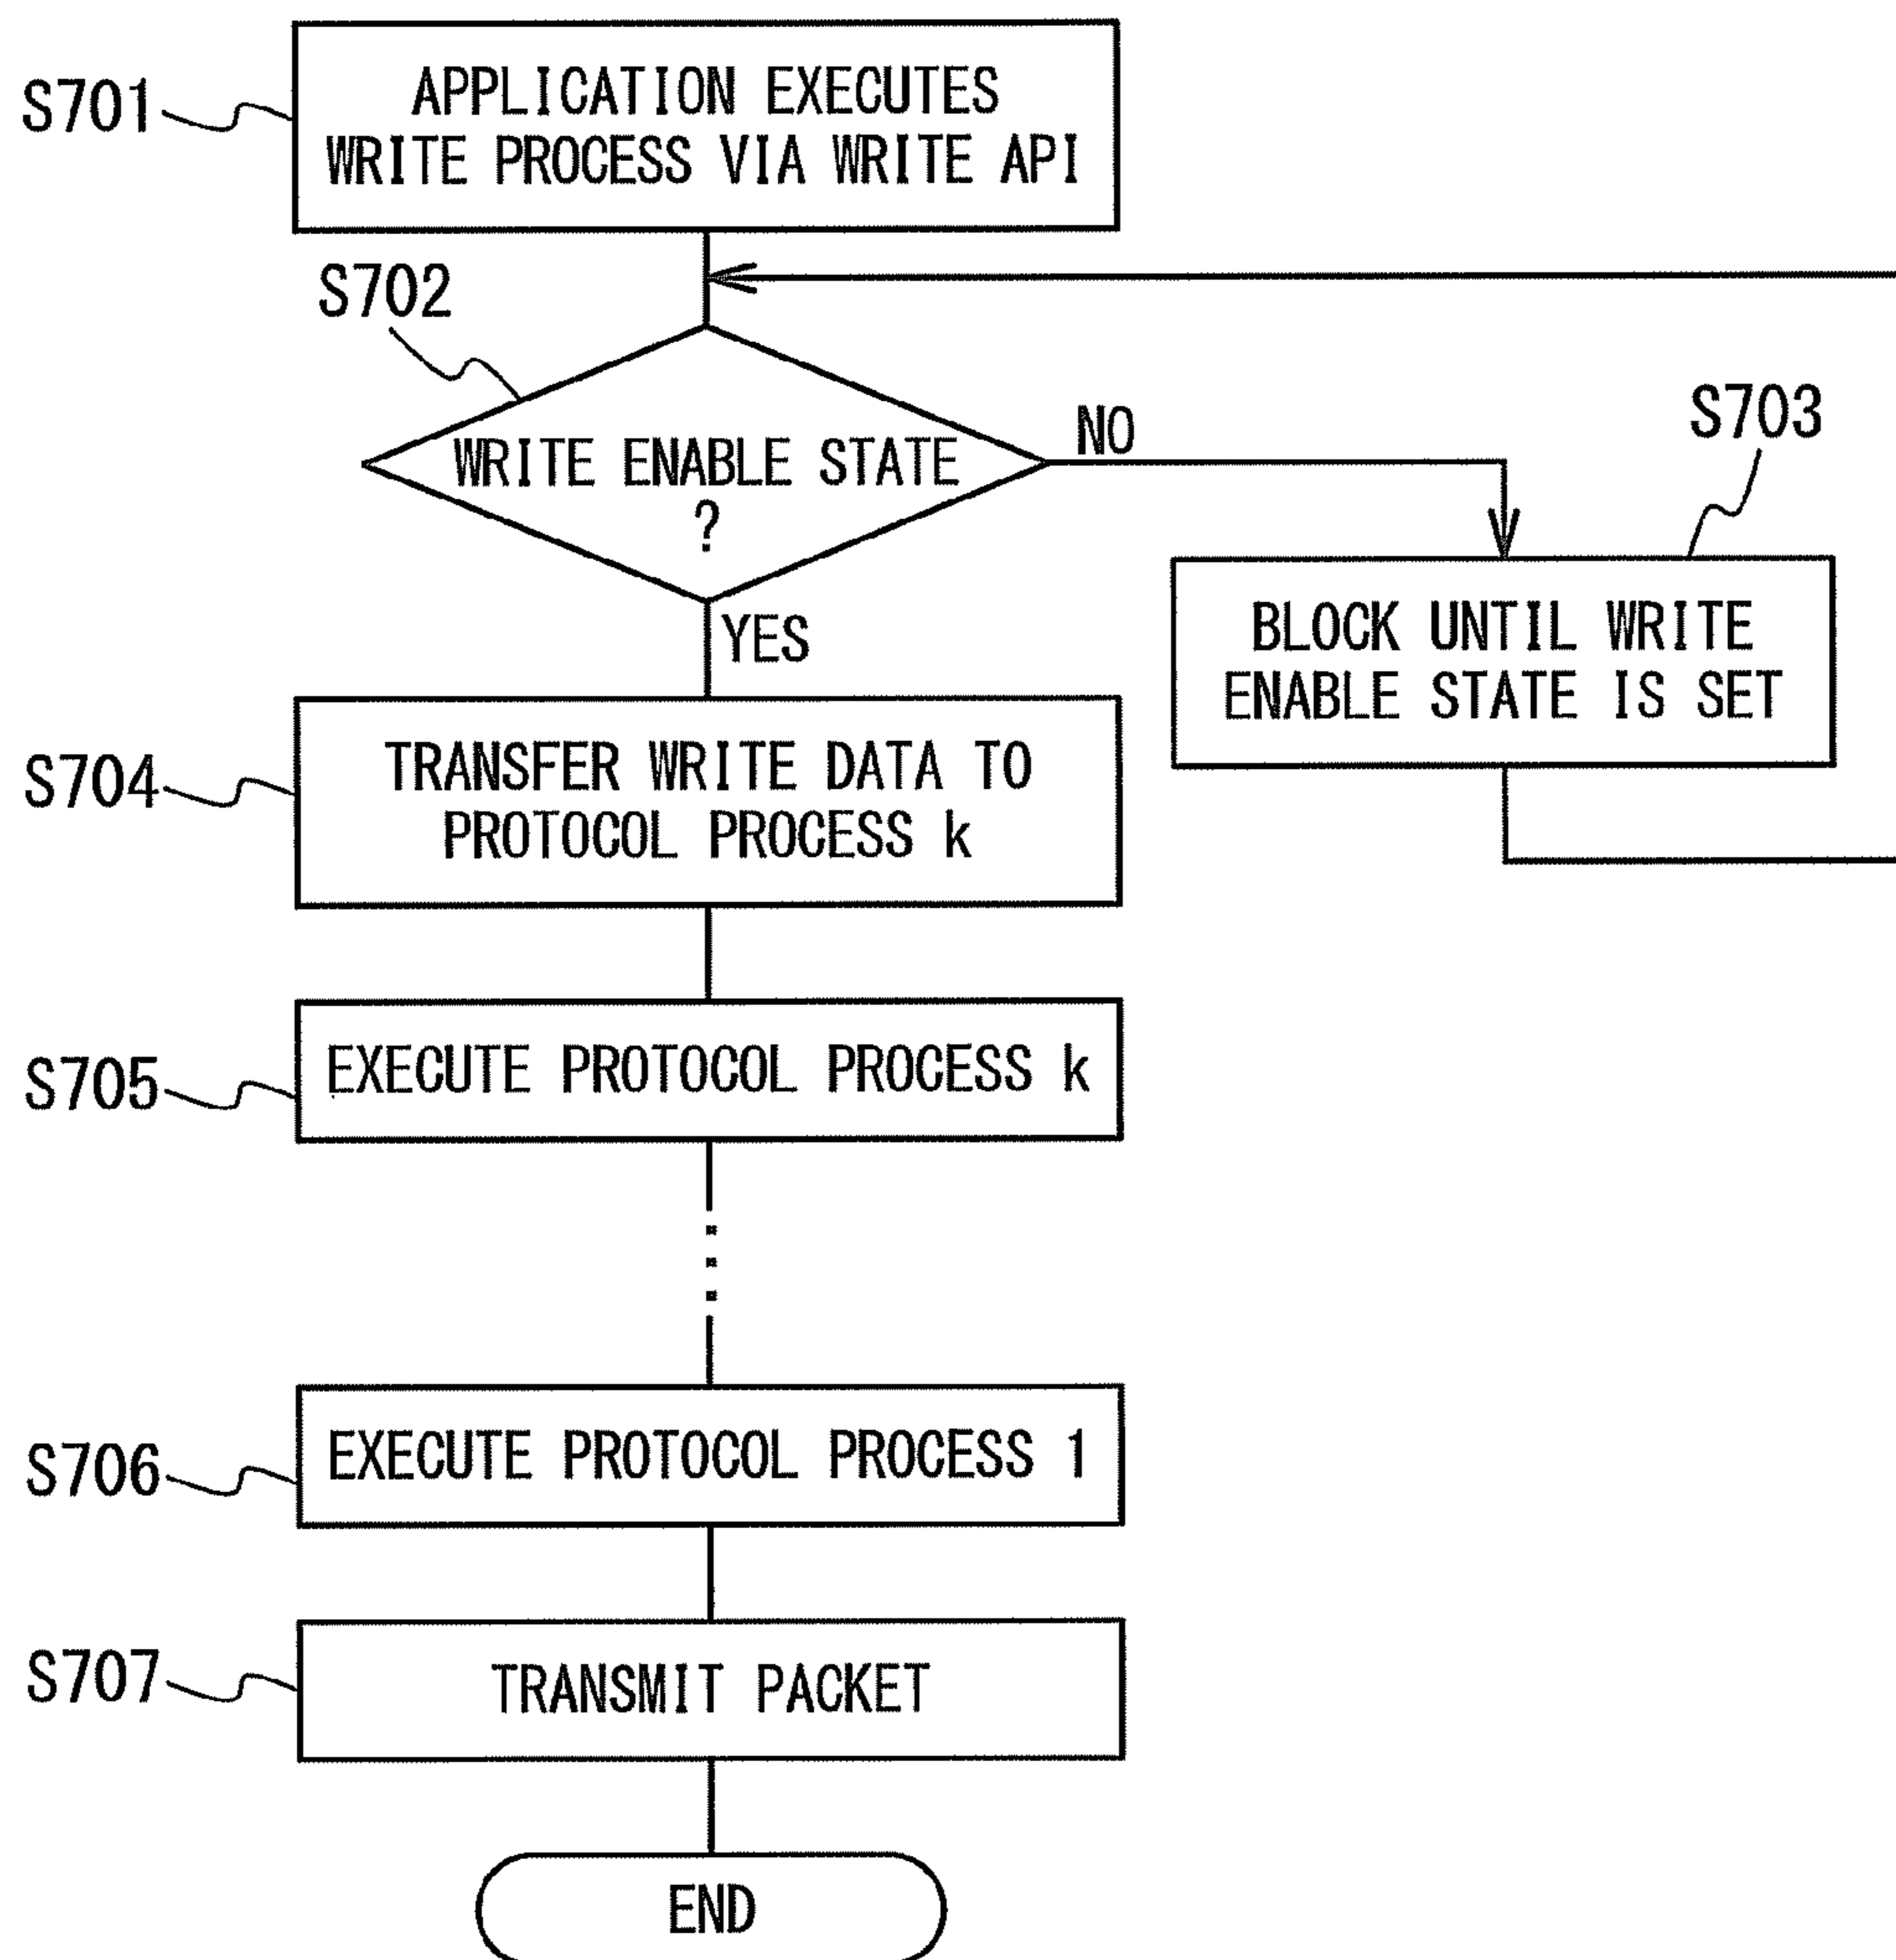 S701
APPLICATION EXECUTES
WRITE PROCESS VIA WRITE API
S702
WRITE ENABLE STATE
?
NO
YES
S703
BLOCK UNTIL WRITE
ENABLE STATE IS SET
S704
TRANSFER WRITE DATA TO
PROTOCOL PROCESS k
S705
EXECUTE PROTOCOL PROCESS k
S706
EXECUTE PROTOCOL PROCESS 1
S707
TRANSMIT PACKET
END